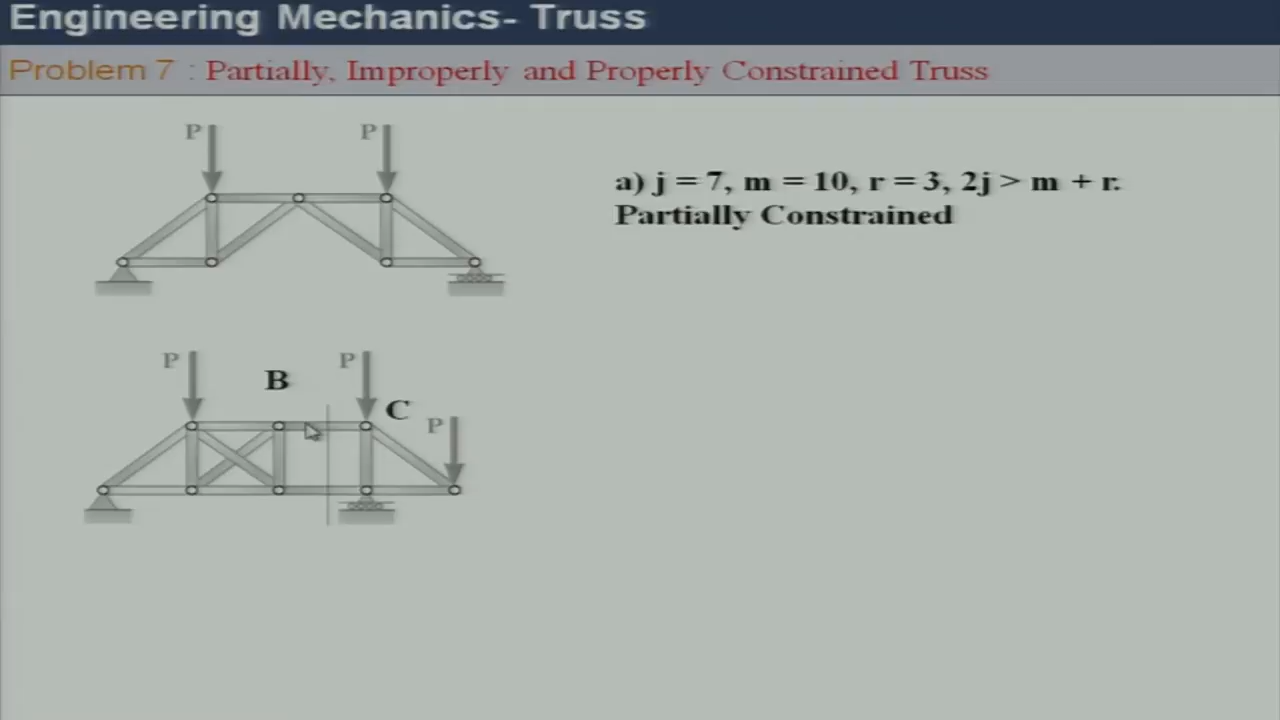 Engineering Mechanics- Truss
Problem 7 : Partially, Improperly and Properly Constrained Truss
P
P
a) j = 7, m = 10, r = 3, 2j > m + r.
Partially Constrained
P
P
B
C
P